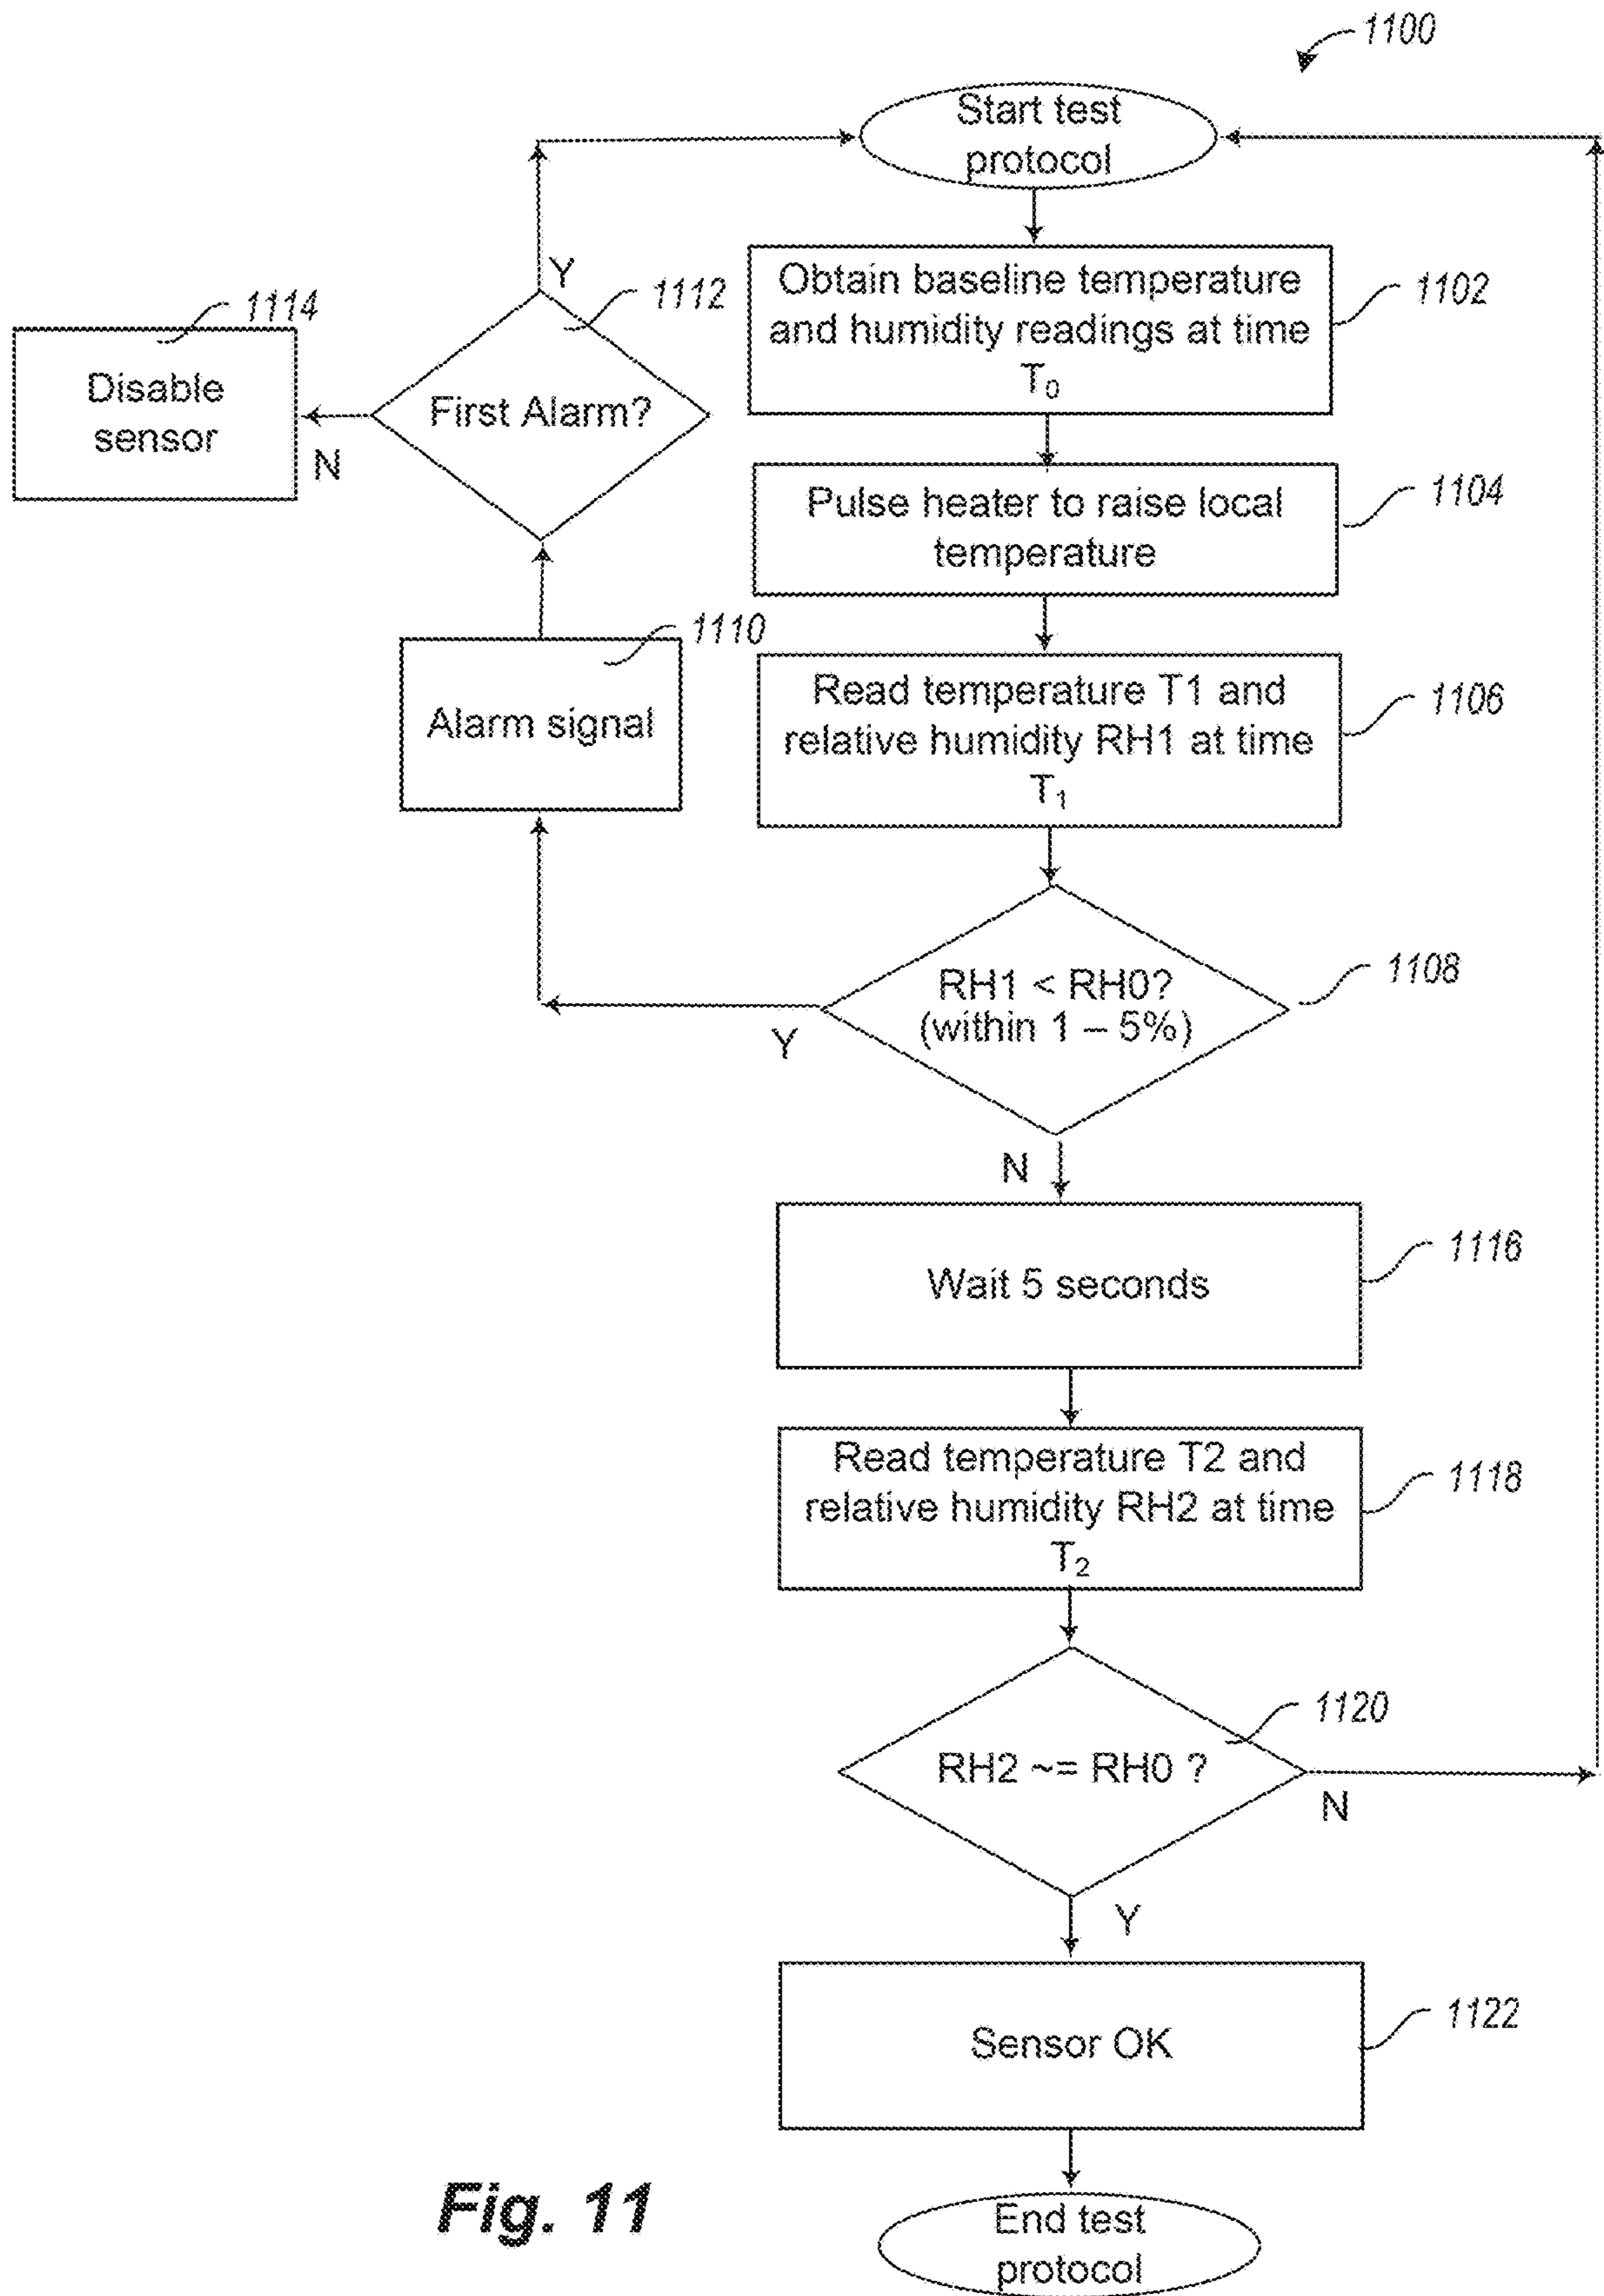 1100
Start test
protocol
Obtain baseline temperature
and humidity readings at time
T₀
1102
Y
1112
1114
Disable
sensor
First Alarm?
N
Pulse heater to raise local
temperature
1104
1110
Alarm signal
Read temperature T1 and
relative humidity RH1 at time
T₁
1106
RH1 < RH0?
(within 1 – 5%)
1108
Y
N
Wait 5 seconds
1116
Read temperature T2 and
relative humidity RH2 at time
T₂
1118
RH2 ~= RH0 ?
1120
N
Y
Sensor OK
1122
Fig. 11
End test
protocol